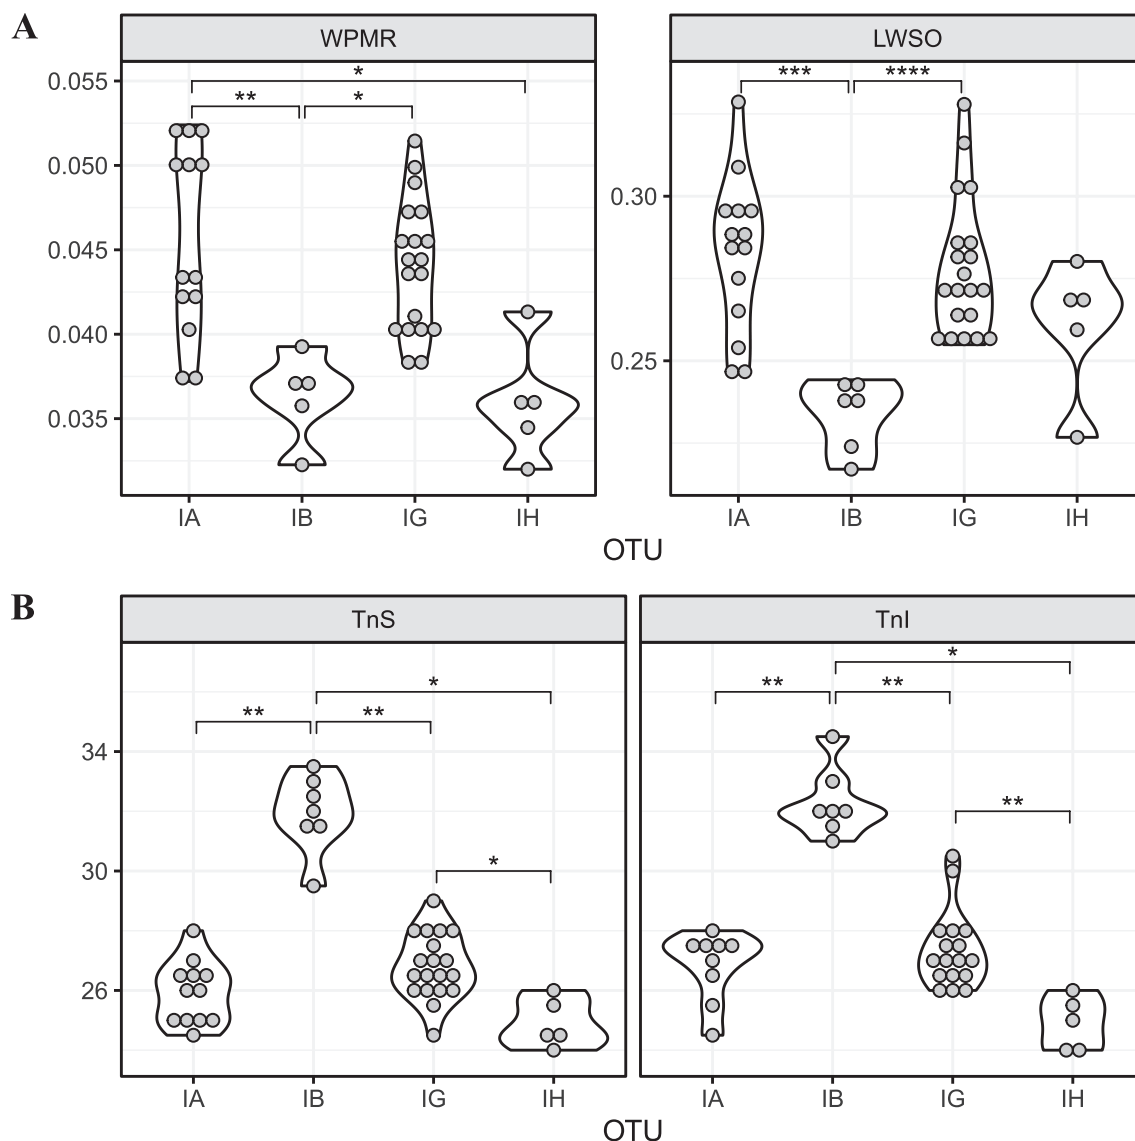 A
WPMR LWSO
*
** * *** ****
0.055
0.050
0.045
0.040
0.035
0.30
0.25
IA IB IG IH IA IB IG IH
OTU
B
TnS TnI
*
* ** **
** **
**
*
34
30
26
IA IB IG IH IA IB IG IH
OTU